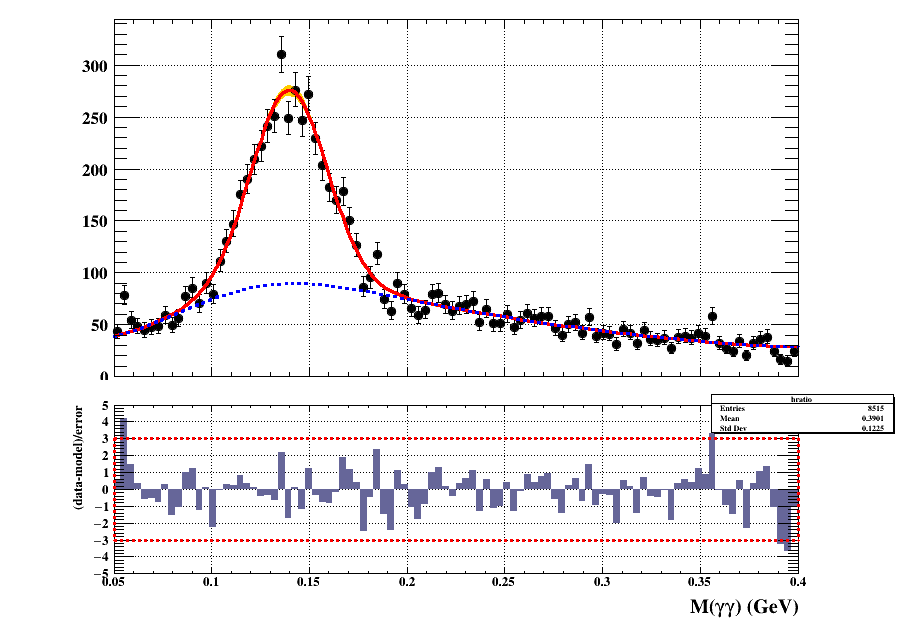 300
250
200
150
100
50
0
hratio
Entries 8515
Mean 0.3901
Std Dev 0.1225
(data-model)/error
5
4
3
2
1
0
−1
−2
−3
−4
−5
0.05 0.1 0.15 0.2 0.25 0.3 0.35 0.4
M(γγ) (GeV)